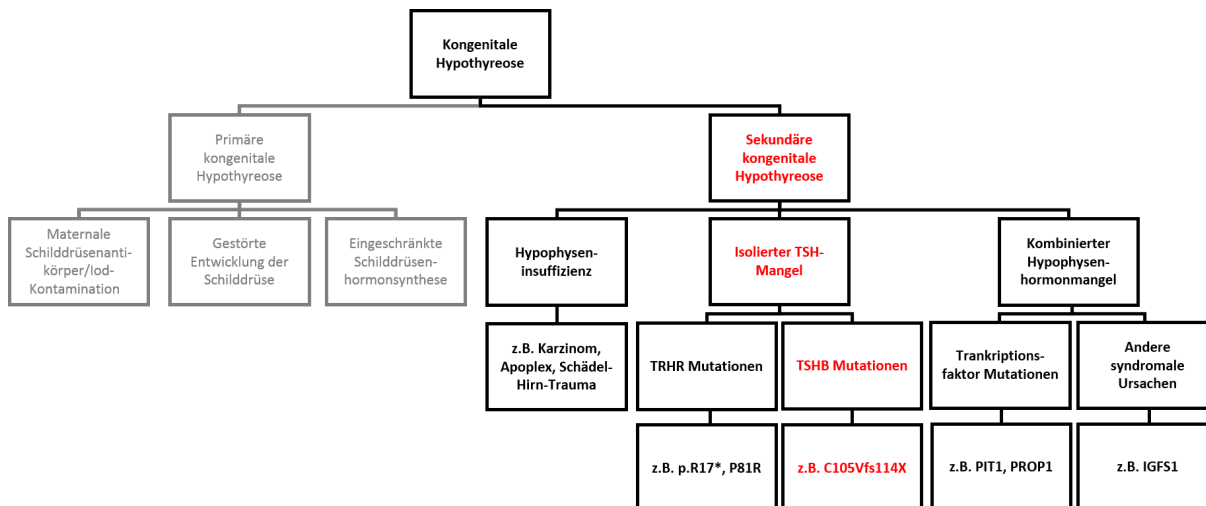 Kongenitale
Hypothyreose
Primäre
kongenitale
Hypothyreose
Sekundäre
kongenitale
Hypothyreose
Maternale
Schilddrüsenanti-
körper/Iod-
Kontamination
Gestörte
Entwicklung der
Schilddrüse
Eingeschränkte
Schilddrüsen-
hormonsynthese
Hypophysen-
insuffizienz
Isolierter TSH-
Mangel
Kombinierter
Hypophysen-
hormonmangel
z.B. Karzinom,
Apoplex, Schädel-
Hirn-Trauma
TRHR Mutationen
TSHB Mutationen
Trankriptions-
faktor Mutationen
Andere
syndromale
Ursachen
z.B. p.R17*, P81R
z.B. C105Vfs114X
z.B. PIT1, PROP1
z.B. IGFS1